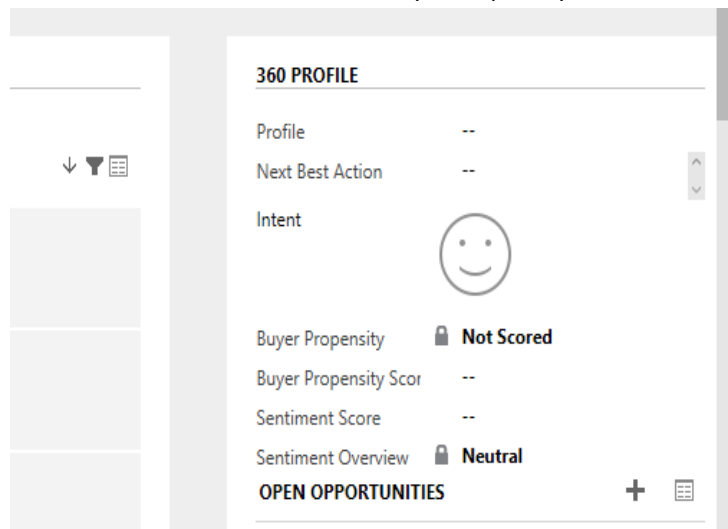 360 PROFILE
Profile --
Next Best Action --
Intent
Buyer Propensity Not Scored
Buyer Propensity Scor --
Sentiment Score --
Sentiment Overview Neutral
OPEN OPPORTUNITIES